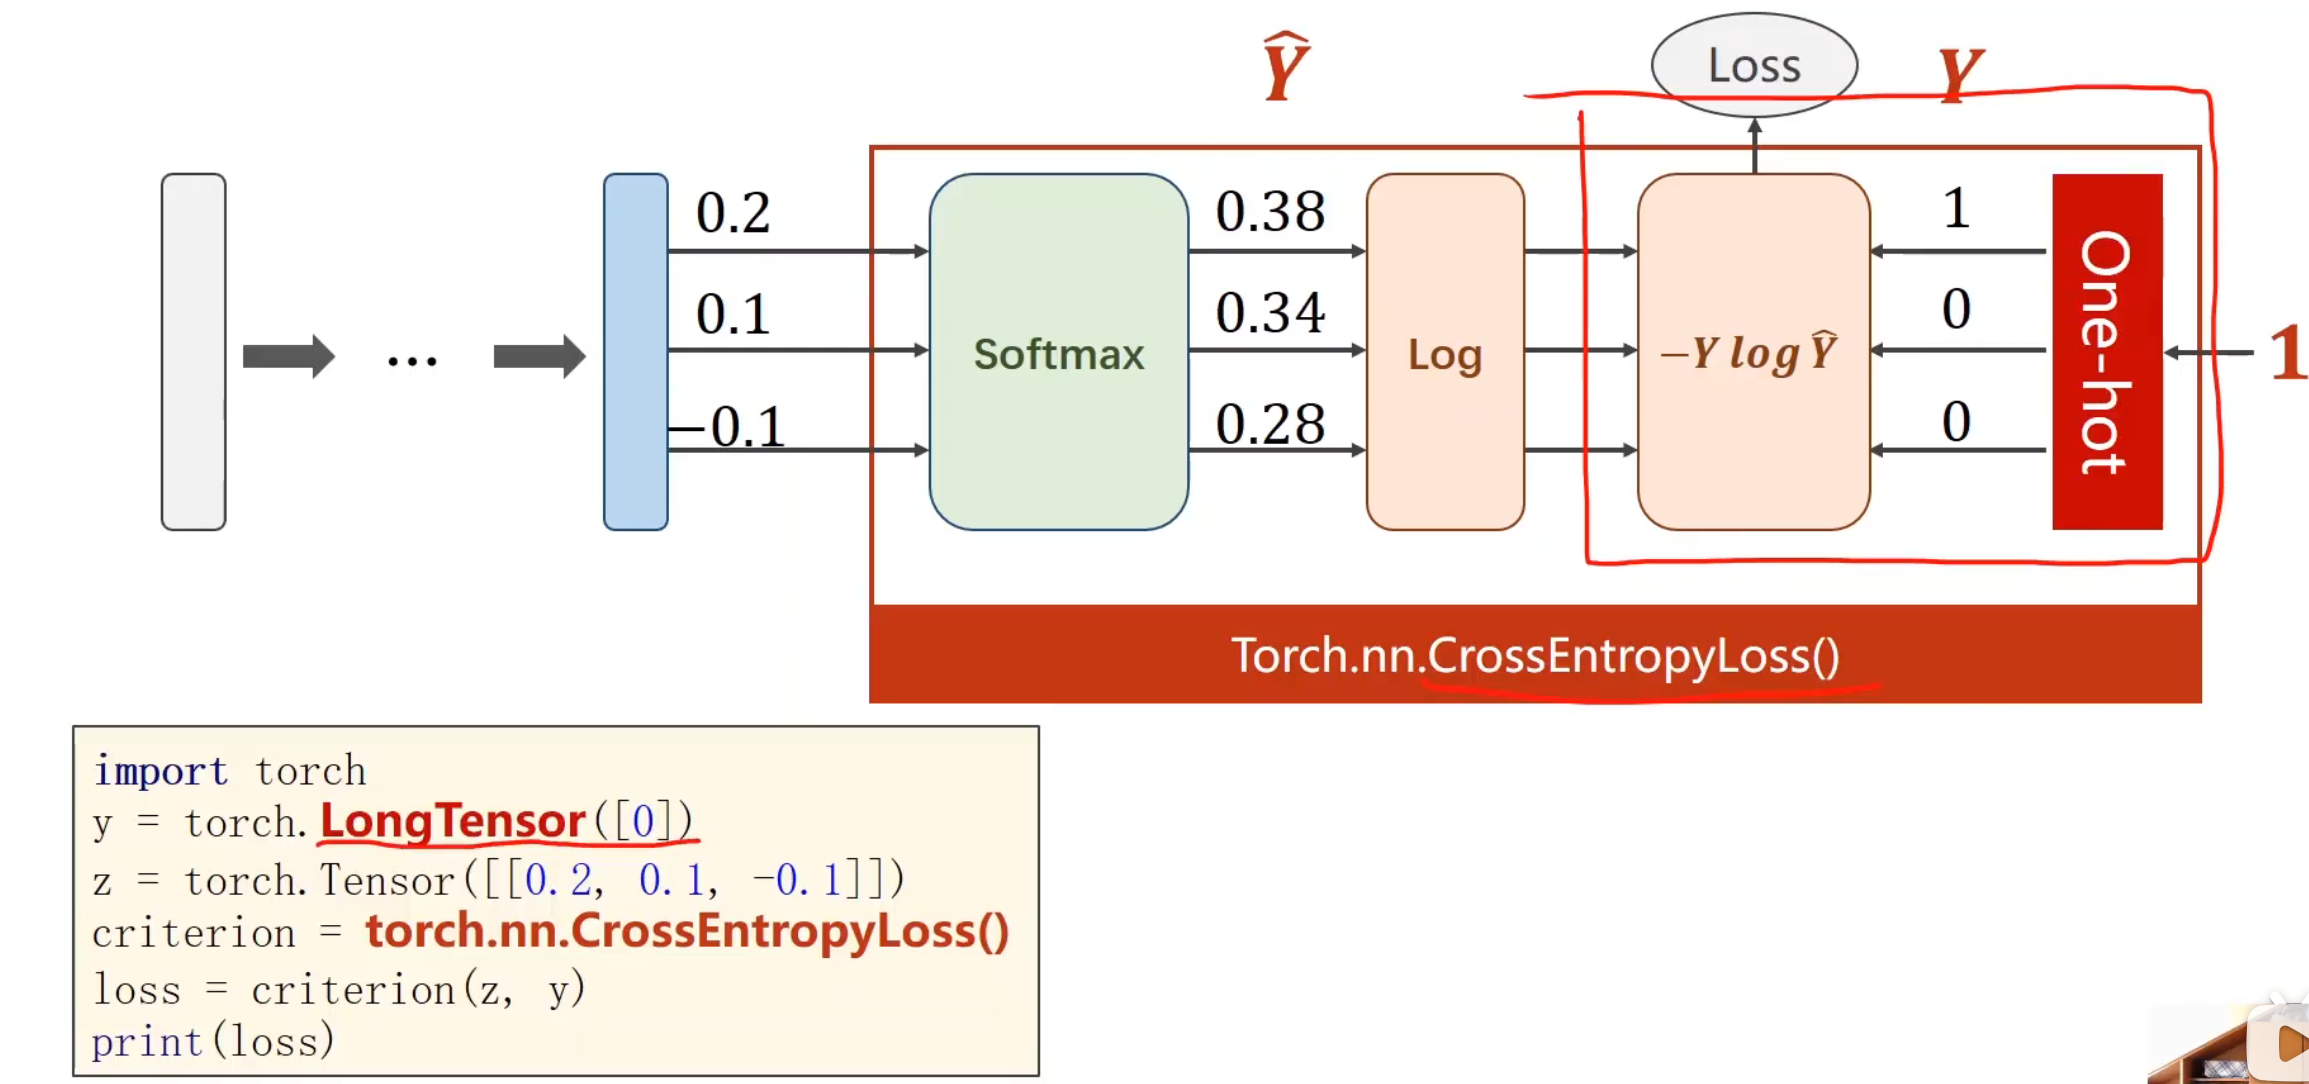 Ŷ
Loss
Y
0.2
0.1
−0.1
Softmax
0.38
0.34
0.28
Log
−Y log Ŷ
1
0
0
One-hot
1
...
Torch.nn.CrossEntropyLoss()
import torch
y = torch.LongTensor([0])
z = torch.Tensor([[0.2, 0.1, -0.1]])
criterion = torch.nn.CrossEntropyLoss()
loss = criterion(z, y)
print(loss)